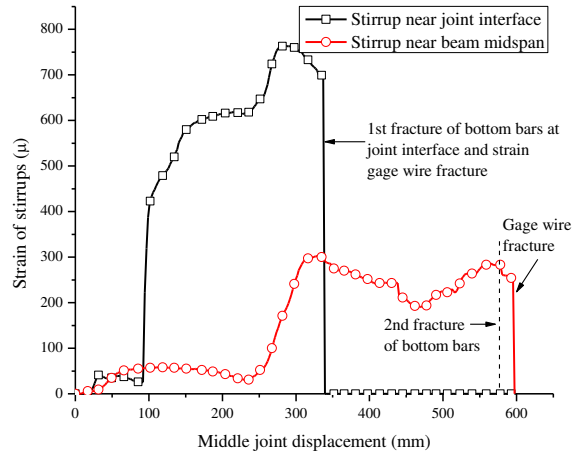 Stirrup near joint interface
Stirrup near beam midspan
800
700
600
500
400
300
200
100
0
Strain of stirrups (μ)
1st fracture of bottom bars at
joint interface and strain
gage wire fracture
Gage wire
fracture
2nd fracture
of bottom bars
0 100 200 300 400 500 600
Middle joint displacement (mm)